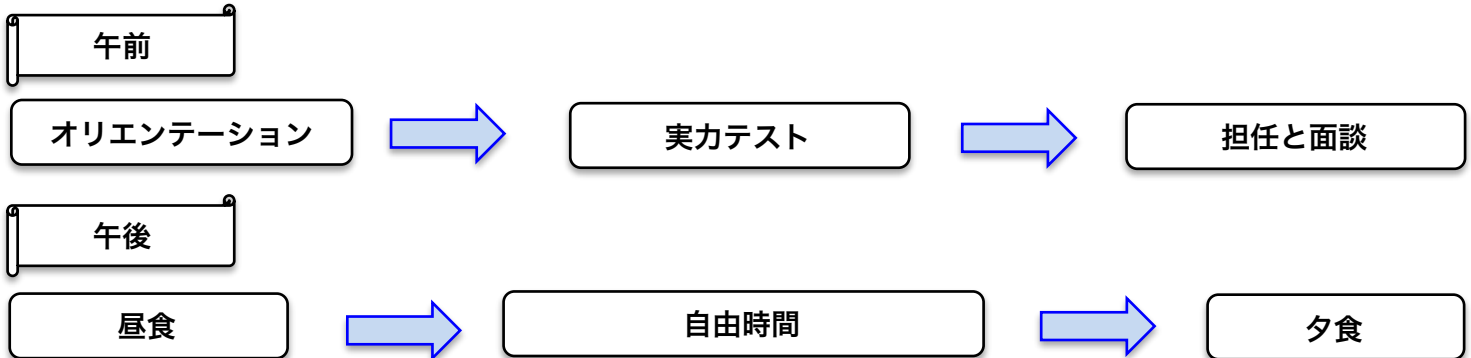 午前
オリエンテーション
実力テスト
担任と面談
午後
昼食
自由時間
夕食